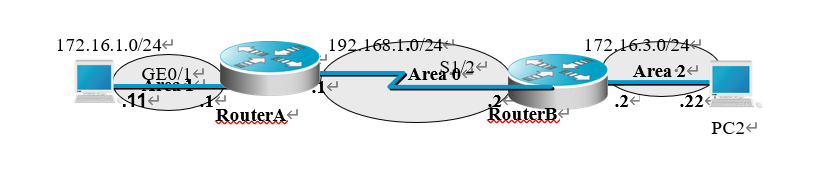 172.16.1.0/24↵
192.168.1.0/24↵
172.16.3.0/24↵
GE0/1↵
Area 1
Area 0↵
S1/2↵
Area 2↵
.11↵
.1↵
.1↵
.2↵
.2↵
.22↵
RouterA↵
RouterB↵
PC2↵